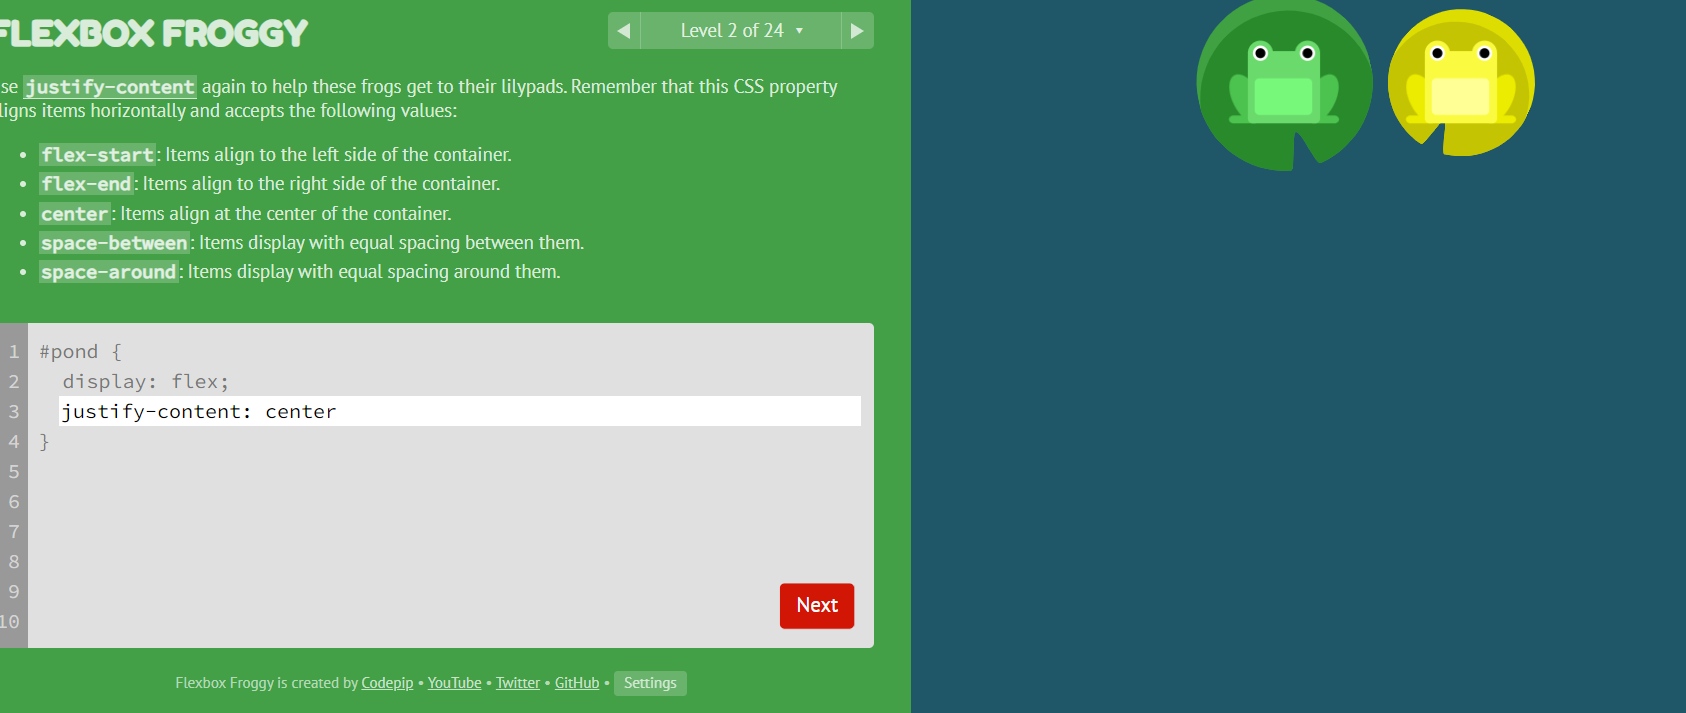 FLEXBOX FROGGY
◀ Level 2 of 24 ▼ ▶
se justify-content again to help these frogs get to their lilypads. Remember that this CSS property
ligns items horizontally and accepts the following values:
• flex-start: Items align to the left side of the container.
• flex-end: Items align to the right side of the container.
• center: Items align at the center of the container.
• space-between: Items display with equal spacing between them.
• space-around: Items display with equal spacing around them.
1 #pond {
2 display: flex;
3 justify-content: center
4 }
5
6
7
8
9
10
Next
Flexbox Froggy is created by Codepip • YouTube • Twitter • GitHub • Settings